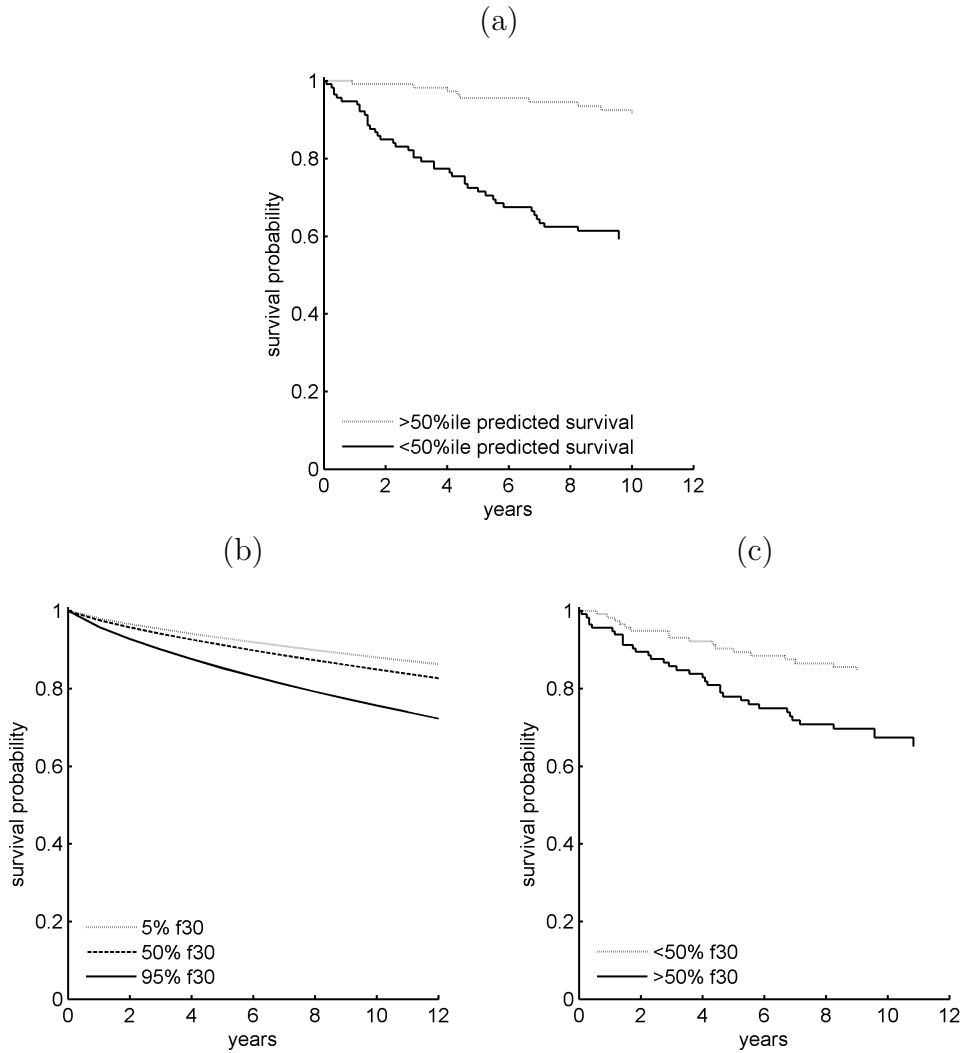 (a)
1
0.8
0.6
0.4
0.2
0
survival probability
>50%ile predicted survival
<50%ile predicted survival
0 2 4 6 8 10 12
years
(b)
1
0.8
0.6
0.4
0.2
0
survival probability
5% f30
50% f30
95% f30
0 2 4 6 8 10 12
years
(c)
1
0.8
0.6
0.4
0.2
0
survival probability
<50% f30
>50% f30
0 2 4 6 8 10 12
years